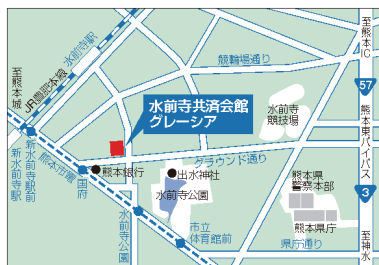 至熊本IC
水前寺駅
競輪場通り
JR豊肥本線
至熊本城
水前寺共済会館
グレーシア
57
水前寺
競技場
熊本東バイパス
グラウンド通り
新水前寺駅前
新水前寺駅
熊本市電
国府
熊本銀行
出水神社
水前寺公園
熊本県
警察本部
3
熊本県庁
水前寺公園
市立
体育館前
県庁通り
至神水